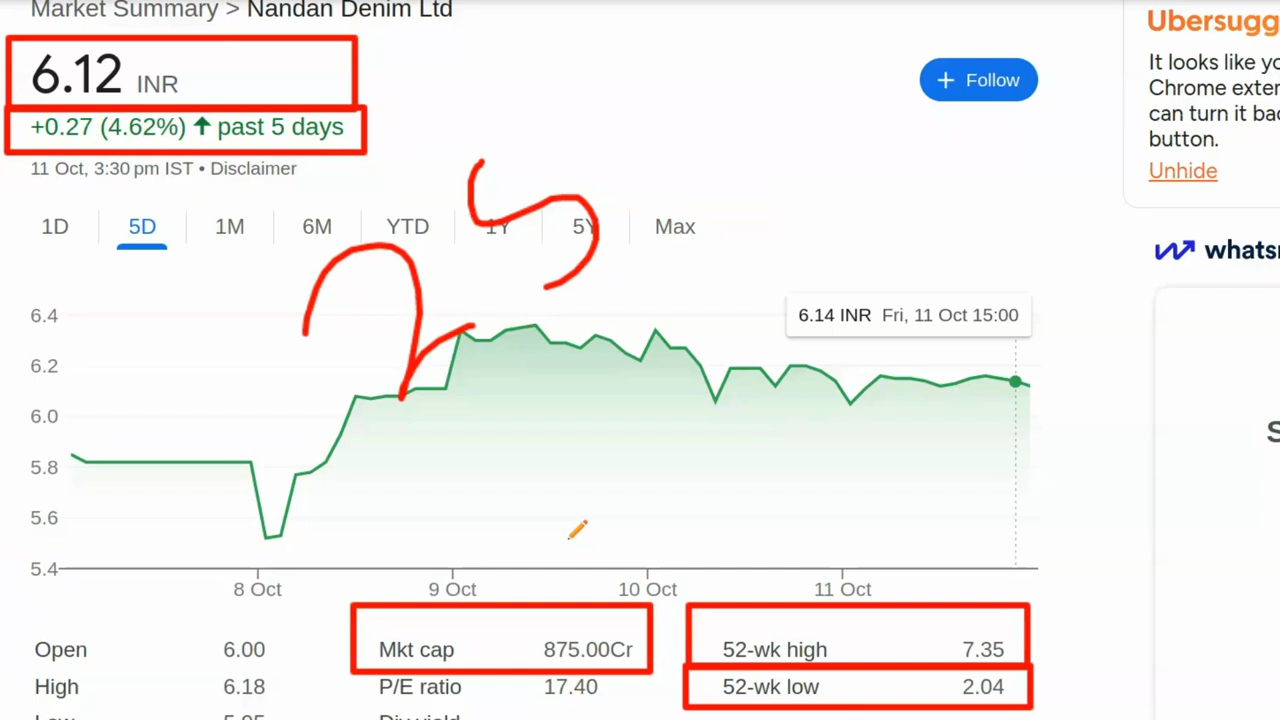 Market Summary > Nandan Denim Ltd
6.12 INR
+ Follow
+0.27 (4.62%) ↑ past 5 days
11 Oct, 3:30 pm IST • Disclaimer
1D 5D 1M 6M YTD 1Y 5Y Max
25
6.14 INR Fri, 11 Oct 15:00
6.4
6.2
6.0
5.8
5.6
5.4
8 Oct 9 Oct 10 Oct 11 Oct
Open 6.00 Mkt cap 875.00Cr 52-wk high 7.35
High 6.18 P/E ratio 17.40 52-wk low 2.04
Ubersugg
It looks like yo
Chrome exter
can turn it bac
button.
Unhide
whats
S